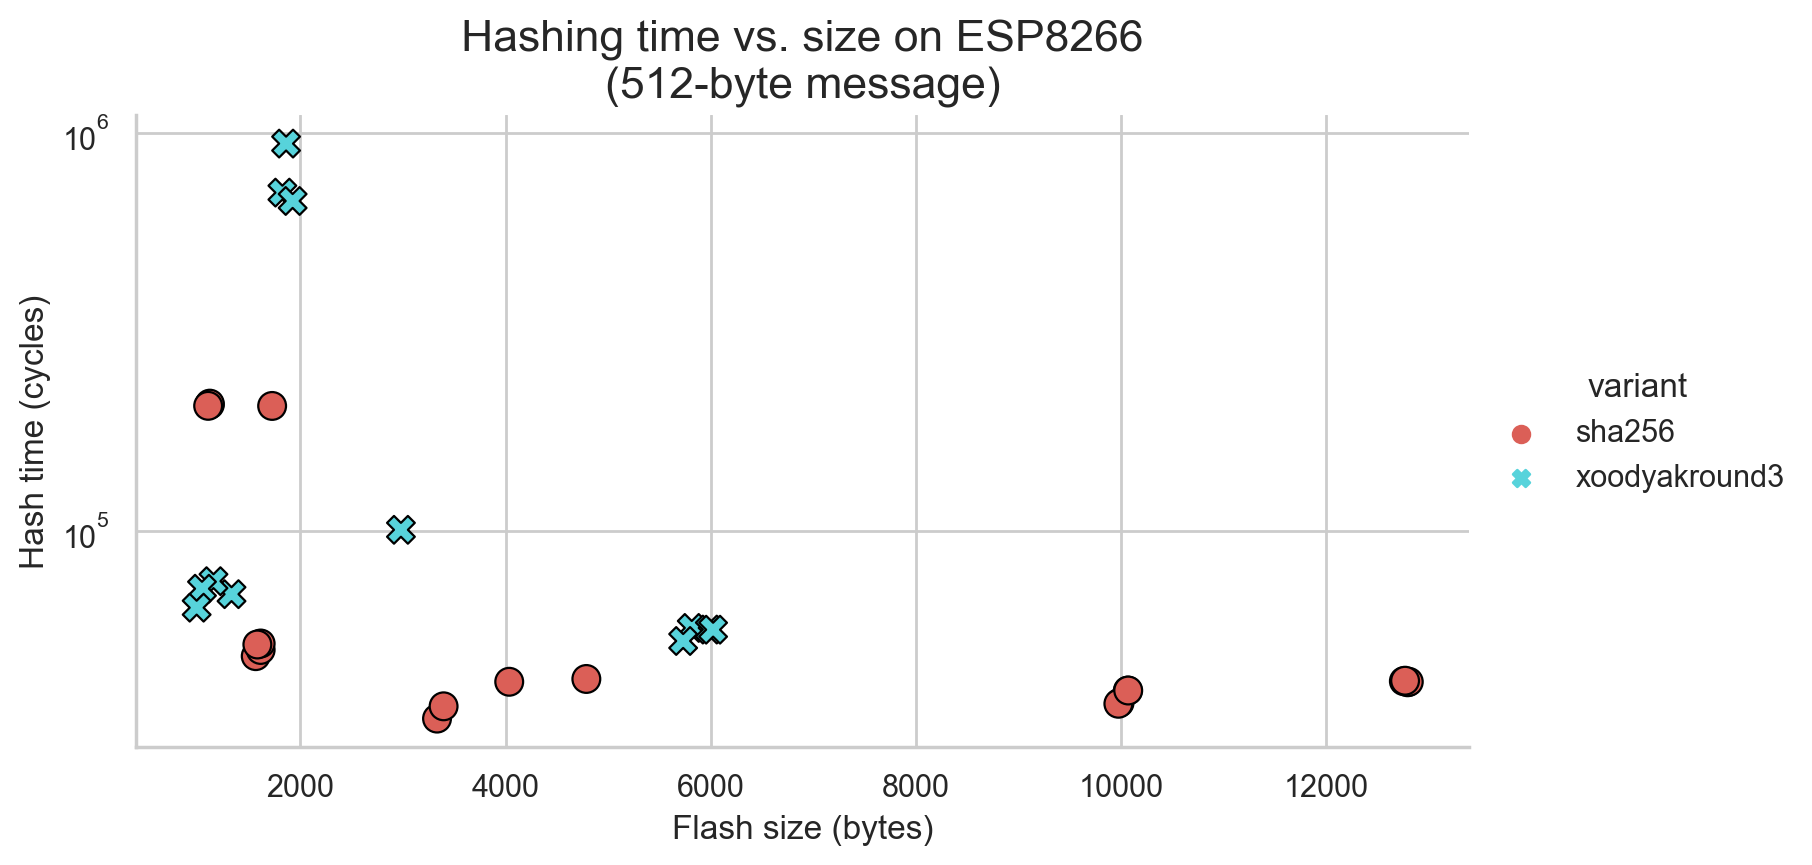 Hashing time vs. size on ESP8266
(512-byte message)
Hash time (cycles)
10^6
10^5
2000
4000
6000
8000
10000
12000
Flash size (bytes)
variant
sha256
xoodyakround3